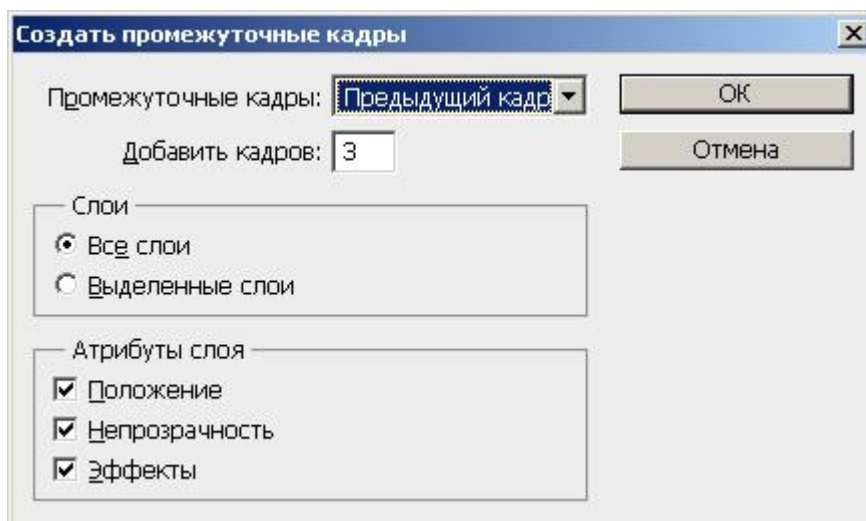 Создать промежуточные кадры
Промежуточные кадры: Предыдущий кадр
OK
Добавить кадров: 3
Отмена
Слои
Все слои
Выделенные слои
Атрибуты слоя
Положение
Непрозрачность
Эффекты